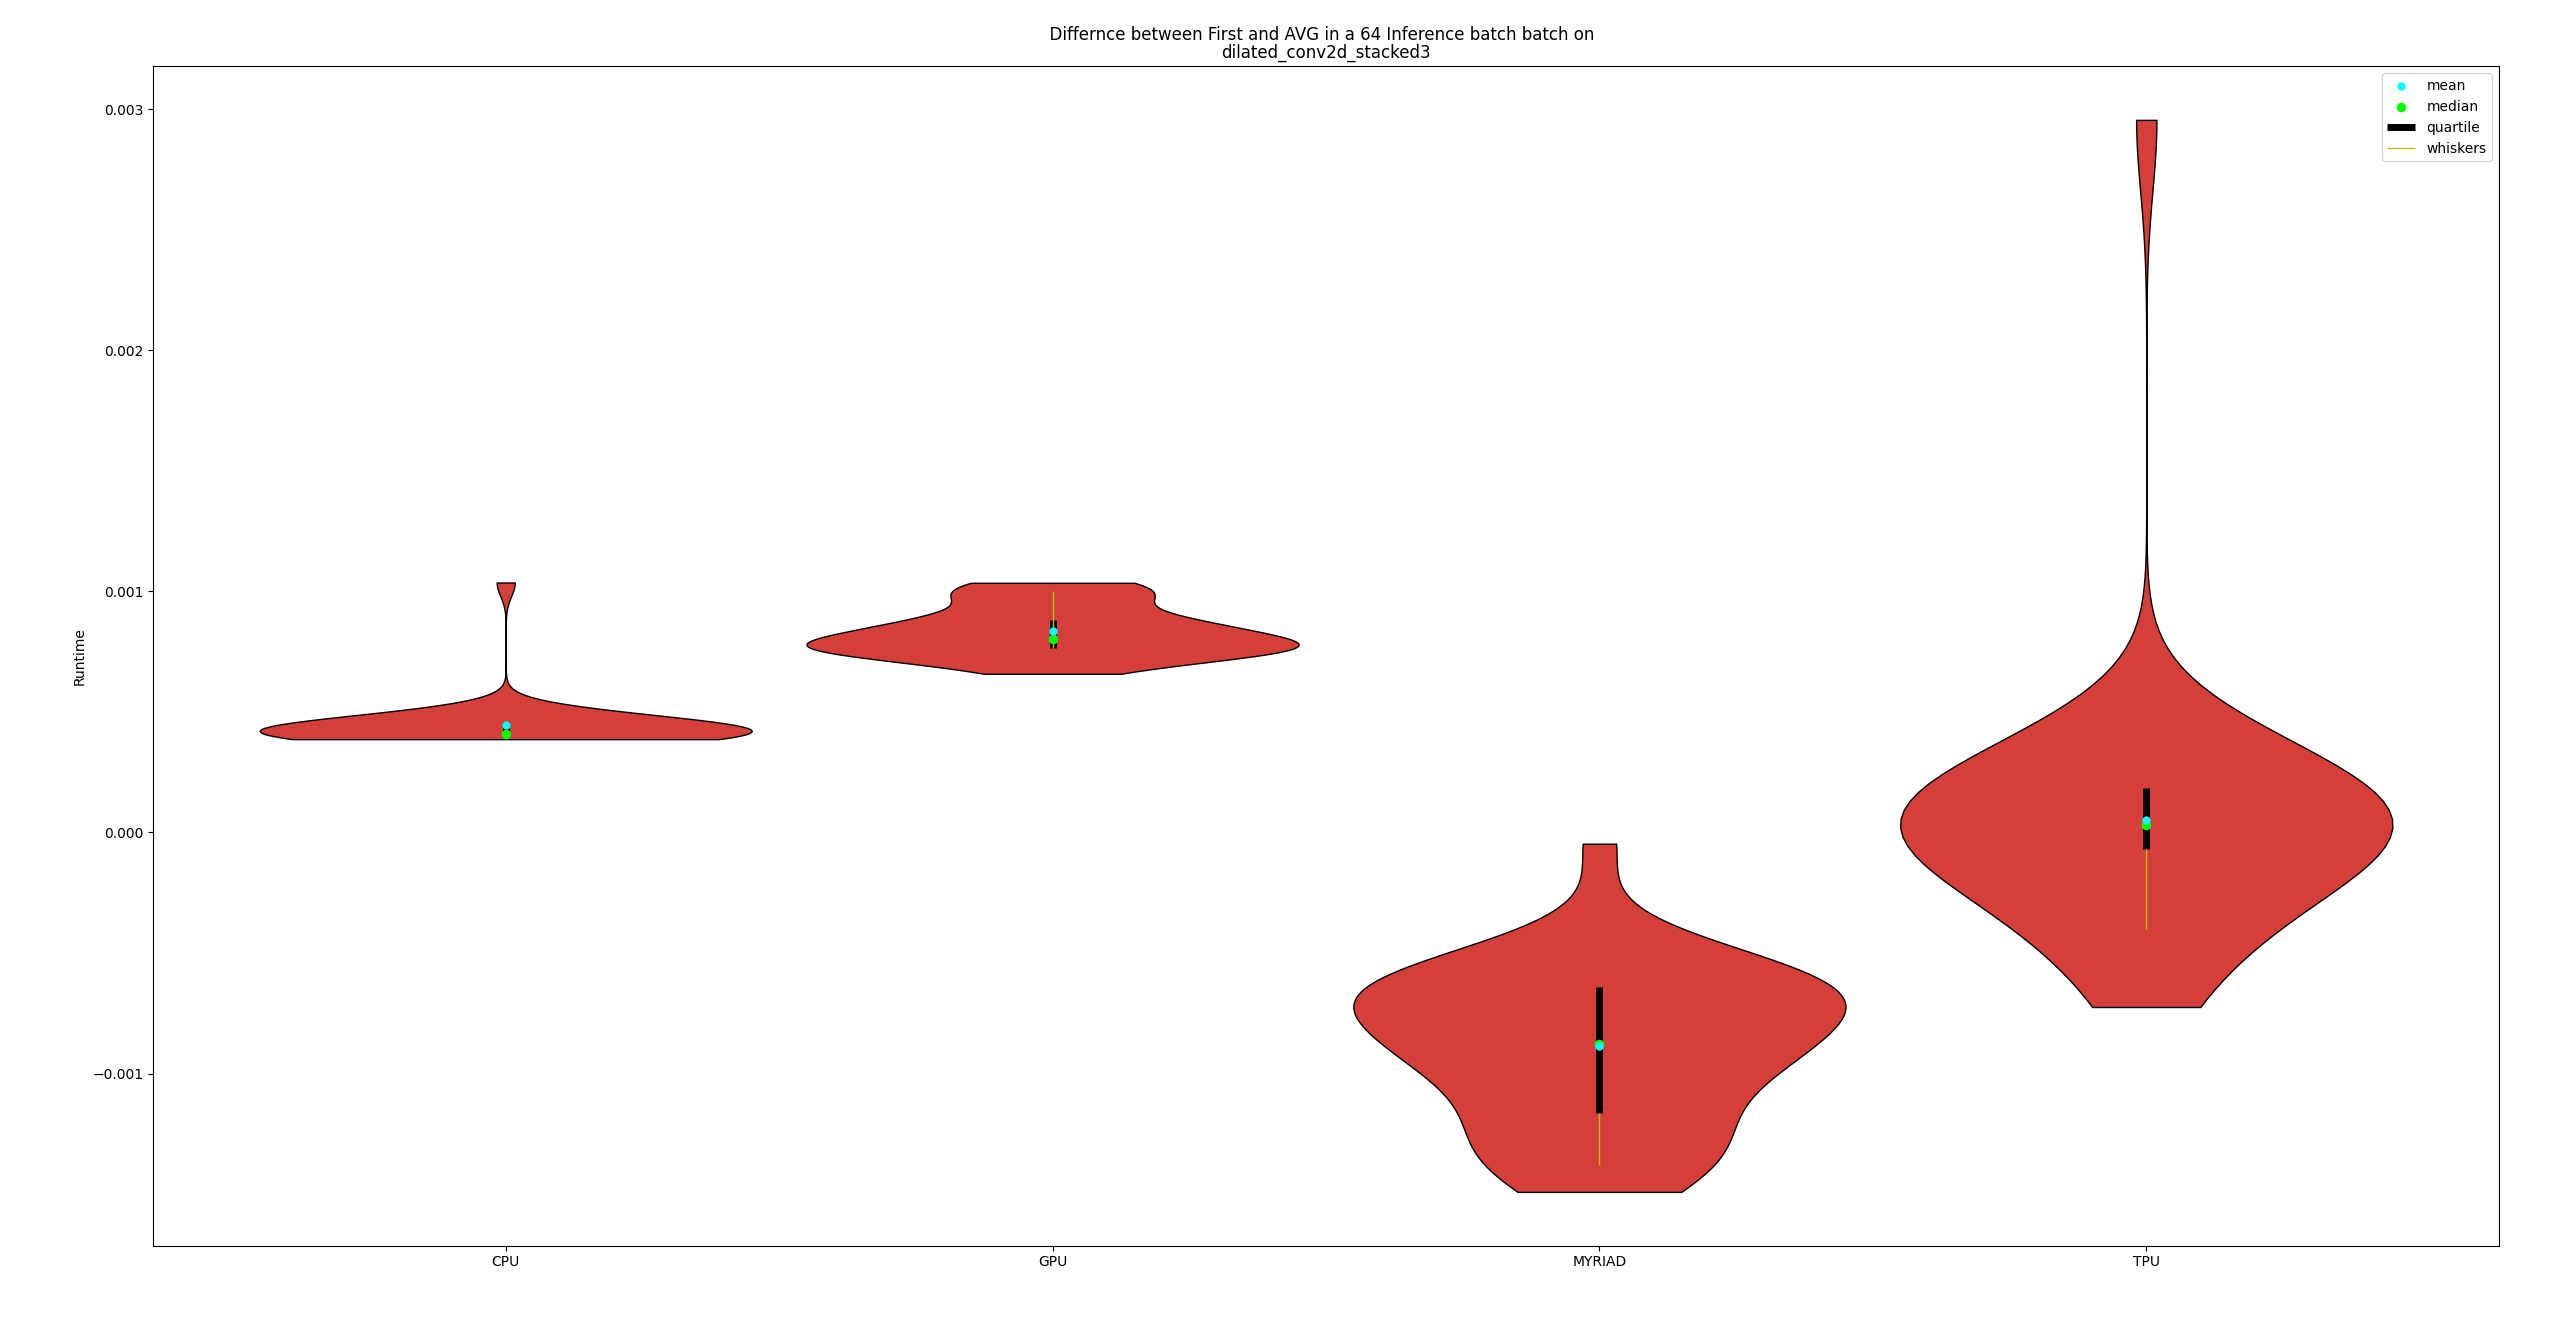 Differnce between First and AVG in a 64 Inference batch batch on
dilated_conv2d_stacked3
mean
median
quartile
whiskers
0.003
0.002
0.001
0.000
−0.001
Runtime
CPU
GPU
MYRIAD
TPU